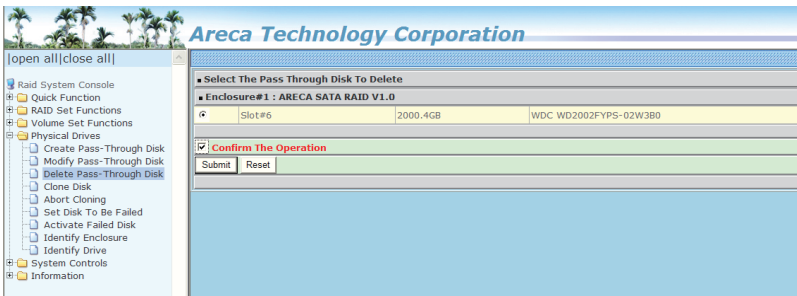 Areca Technology Corporation
|open all|close all|
Raid System Console
Quick Function
RAID Set Functions
Volume Set Functions
Physical Drives
Create Pass-Through Disk
Modify Pass-Through Disk
Delete Pass-Through Disk
Clone Disk
Abort Cloning
Set Disk To Be Failed
Activate Failed Disk
Identify Enclosure
Identify Drive
System Controls
Information
Select The Pass Through Disk To Delete
Enclosure#1 : ARECA SATA RAID V1.0
Slot#6 2000.4GB WDC WD2002FYPS-02W3B0
Confirm The Operation
Submit Reset